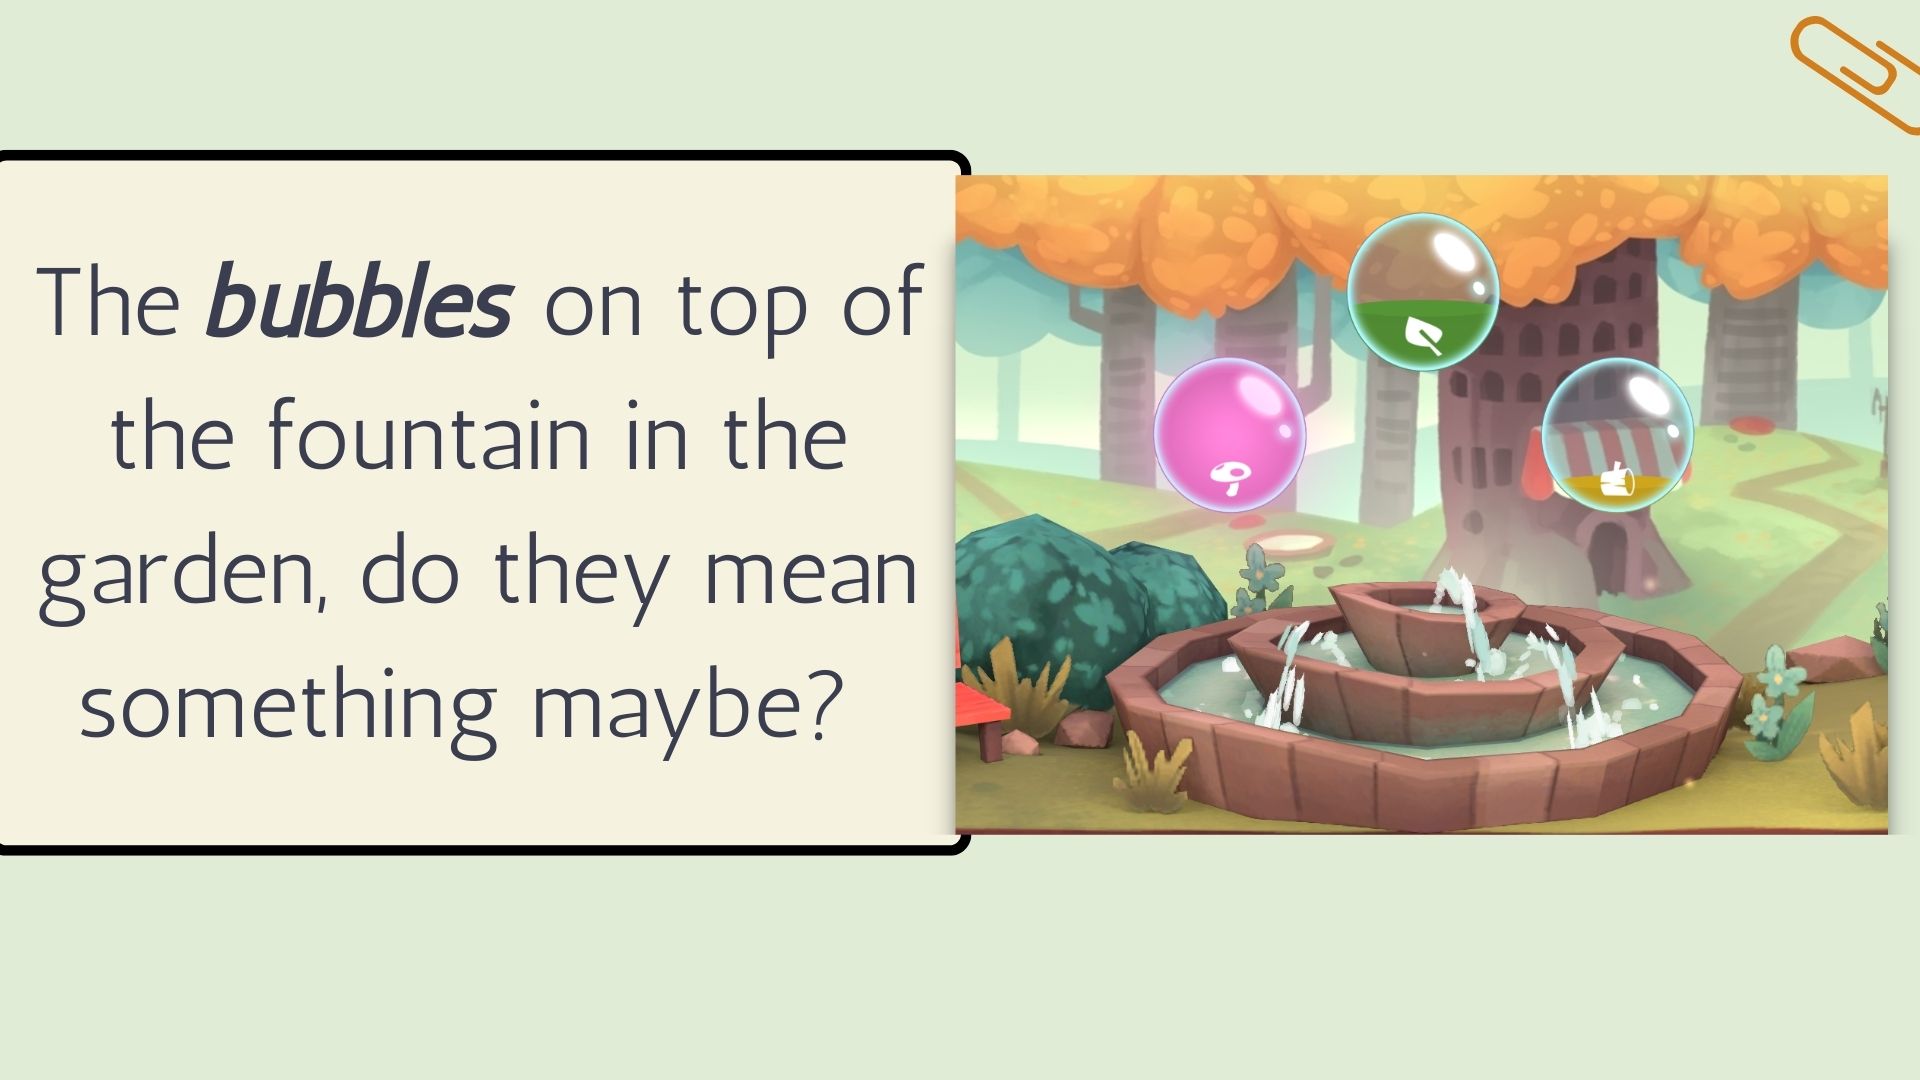 The bubbles on top of
the fountain in the
garden, do they mean
something maybe?